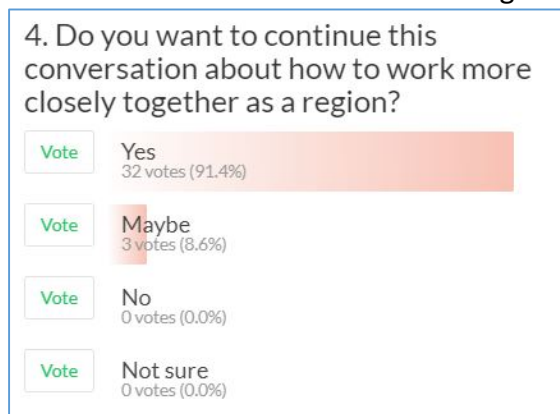 4. Do you want to continue this
conversation about how to work more
closely together as a region?
Vote Yes
32 votes (91.4%)
Vote Maybe
3 votes (8.6%)
Vote No
0 votes (0.0%)
Vote Not sure
0 votes (0.0%)